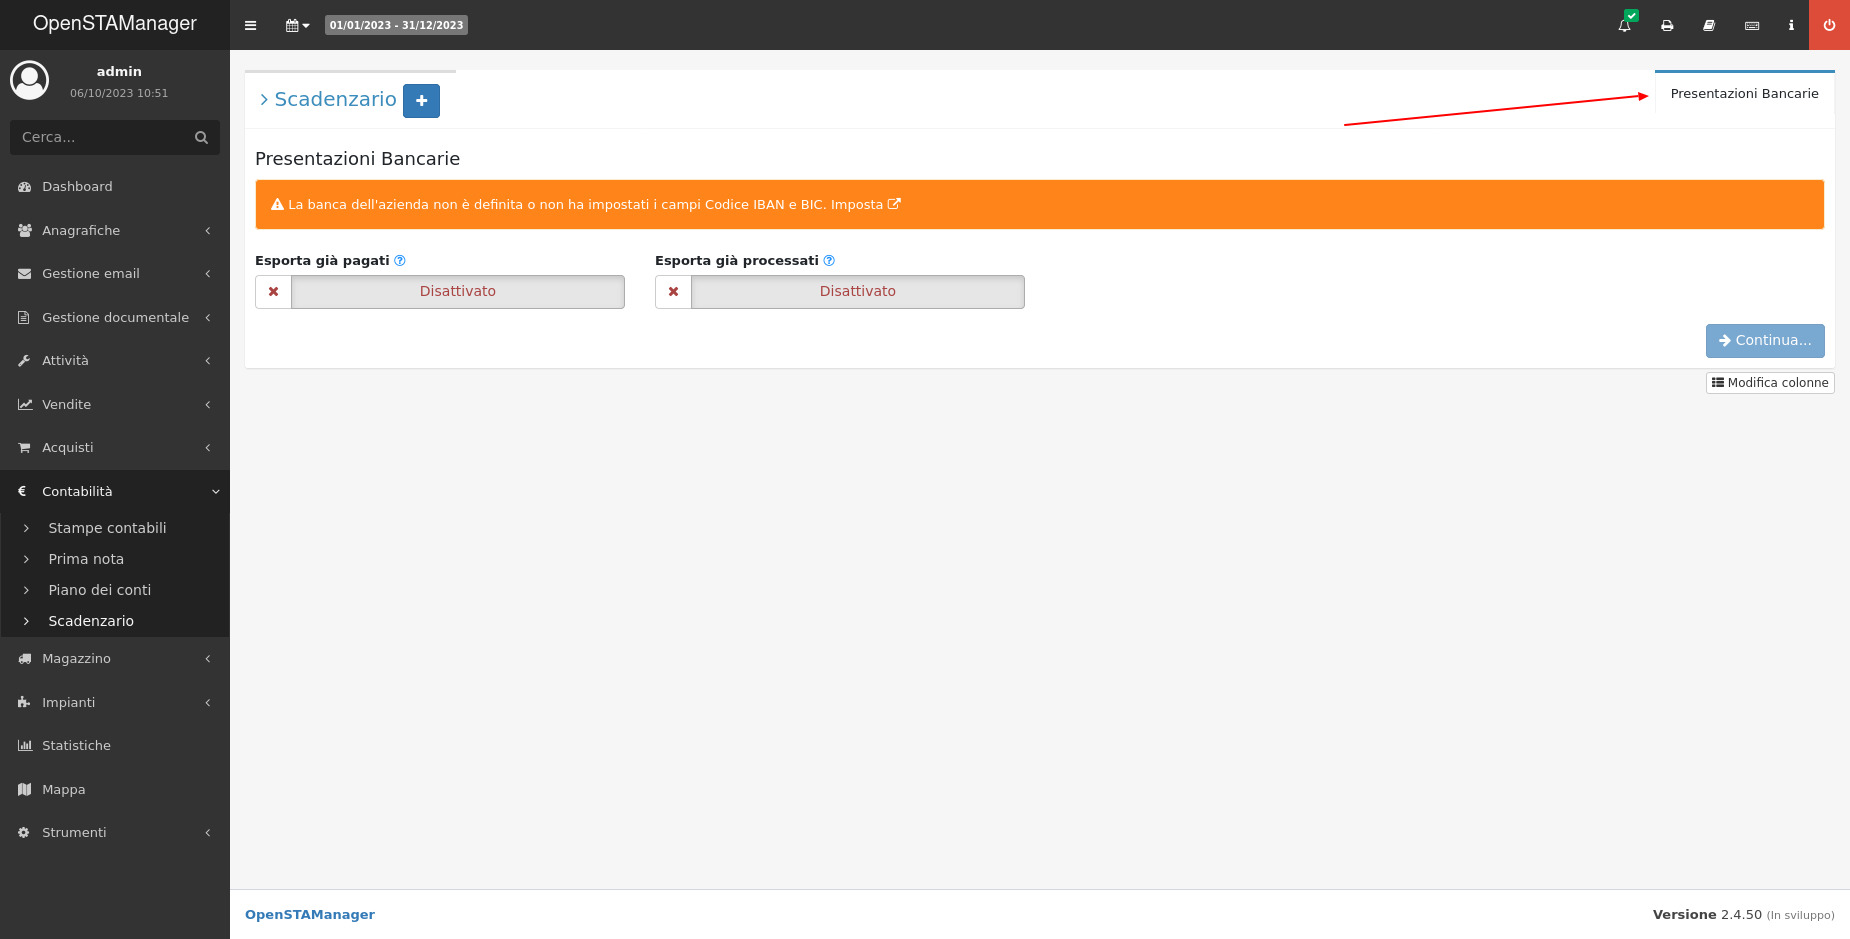 OpenSTAManager
01/01/2023 - 31/12/2023
admin
06/10/2023 10:51
Cerca...
Dashboard
Anagrafiche
Gestione email
Gestione documentale
Attività
Vendite
Acquisti
Contabilità
Stampe contabili
Prima nota
Piano dei conti
Scadenzario
Magazzino
Impianti
Statistiche
Mappa
Strumenti
Scadenzario
Presentazioni Bancarie
Presentazioni Bancarie
La banca dell'azienda non è definita o non ha impostati i campi Codice IBAN e BIC. Imposta
Esporta già pagati
Esporta già processati
Disattivato
Disattivato
Continua...
Modifica colonne
OpenSTAManager
Versione 2.4.50 (In sviluppo)